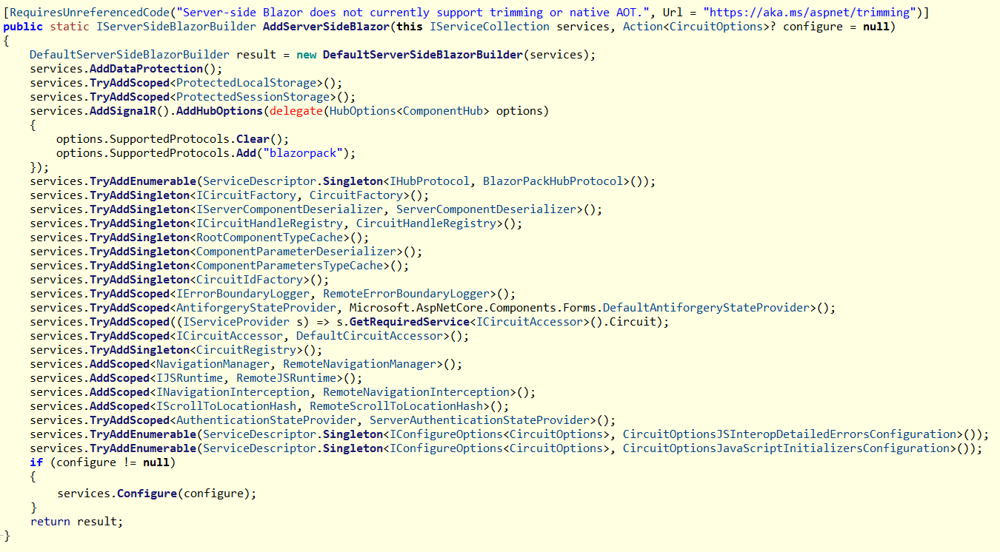 [RequiresUnreferencedCode("Server-side Blazor does not currently support trimming or native AOT.", Url = "https://aka.ms/aspnet/trimming")]
public static IServerSideBlazorBuilder AddServerSideBlazor(this IServiceCollection services, Action<CircuitOptions>? configure = null)
{
    DefaultServerSideBlazorBuilder result = new DefaultServerSideBlazorBuilder(services);
    services.AddDataProtection();
    services.TryAddScoped<ProtectedLocalStorage>();
    services.TryAddScoped<ProtectedSessionStorage>();
    services.AddSignalR().AddHubOptions(delegate(HubOptions<ComponentHub> options)
    {
        options.SupportedProtocols.Clear();
        options.SupportedProtocols.Add("blazorpack");
    });
    services.TryAddEnumerable(ServiceDescriptor.Singleton<IHubProtocol, BlazorPackHubProtocol>());
    services.TryAddSingleton<ICircuitFactory, CircuitFactory>();
    services.TryAddSingleton<IServerComponentDeserializer, ServerComponentDeserializer>();
    services.TryAddSingleton<ICircuitHandleRegistry, CircuitHandleRegistry>();
    services.TryAddSingleton<RootComponentTypeCache>();
    services.TryAddSingleton<ComponentParameterDeserializer>();
    services.TryAddSingleton<ComponentParametersTypeCache>();
    services.TryAddSingleton<CircuitIdFactory>();
    services.TryAddScoped<IErrorBoundaryLogger, RemoteErrorBoundaryLogger>();
    services.TryAddScoped<AntiforgeryStateProvider, Microsoft.AspNetCore.Components.Forms.DefaultAntiforgeryStateProvider>();
    services.TryAddScoped((IServiceProvider s) => s.GetRequiredService<ICircuitAccessor>().Circuit);
    services.TryAddScoped<ICircuitAccessor, DefaultCircuitAccessor>();
    services.TryAddSingleton<CircuitRegistry>();
    services.AddScoped<NavigationManager, RemoteNavigationManager>();
    services.AddScoped<IJSRuntime, RemoteJSRuntime>();
    services.AddScoped<INavigationInterception, RemoteNavigationInterception>();
    services.AddScoped<IScrollToLocationHash, RemoteScrollToLocationHash>();
    services.TryAddScoped<AuthenticationStateProvider, ServerAuthenticationStateProvider>();
    services.TryAddEnumerable(ServiceDescriptor.Singleton<IConfigureOptions<CircuitOptions>, CircuitOptionsJSInteropDetailedErrorsConfiguration>());
    services.TryAddEnumerable(ServiceDescriptor.Singleton<IConfigureOptions<CircuitOptions>, CircuitOptionsJavaScriptInitializersConfiguration>());
    if (configure != null)
    {
        services.Configure(configure);
    }
    return result;
}